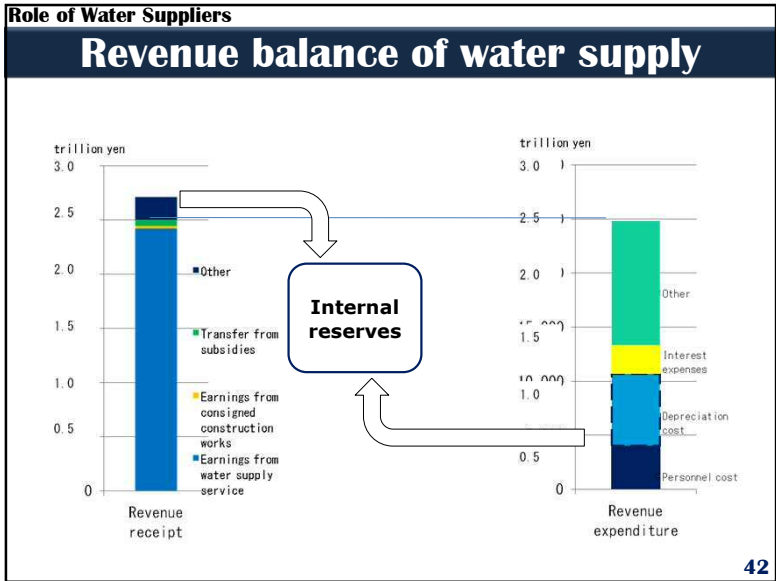 Role of Water Suppliers
Revenue balance of water supply
trillion yen
3.0
2.5
2.0
1.5
1.0
0.5
0
Other
Transfer from
subsidies
Earnings from
consigned
construction
works
Earnings from
water supply
service
Revenue
receipt
Internal
reserves
trillion yen
3.0
2.5
2.0
1.5
10,000
1.0
0.5
0
Other
Interest
expenses
Depreciation
cost
Personnel cost
Revenue
expenditure
42